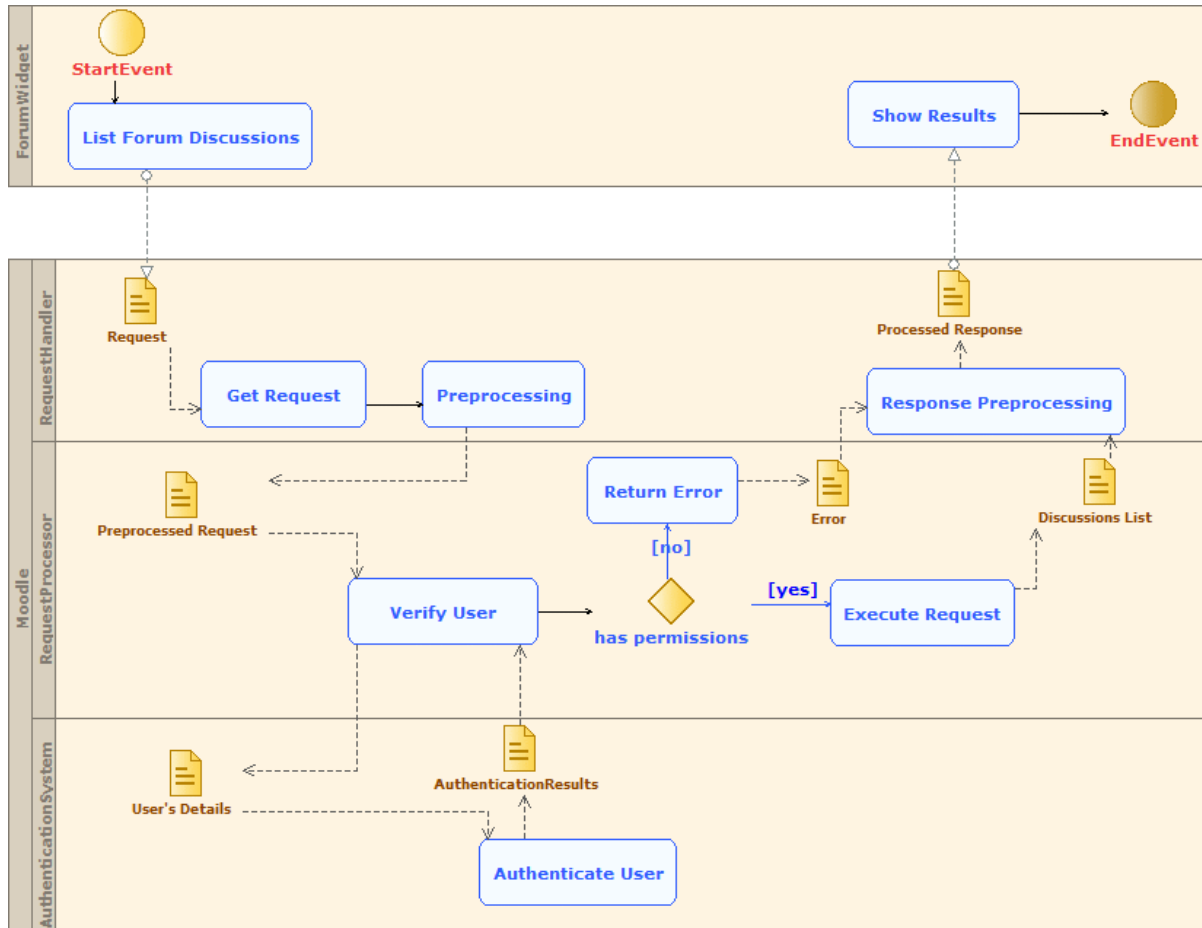 ForumWidget
StartEvent
List Forum Discussions
Show Results
EndEvent
Moodle
RequestHandler
Request
Get Request
Preprocessing
Processed Response
Response Preprocessing
RequestProcessor
Preprocessed Request
Return Error
Error
Discussions List
[no]
Verify User
has permissions
[yes]
Execute Request
AuthenticationSystem
User's Details
AuthenticationResults
Authenticate User